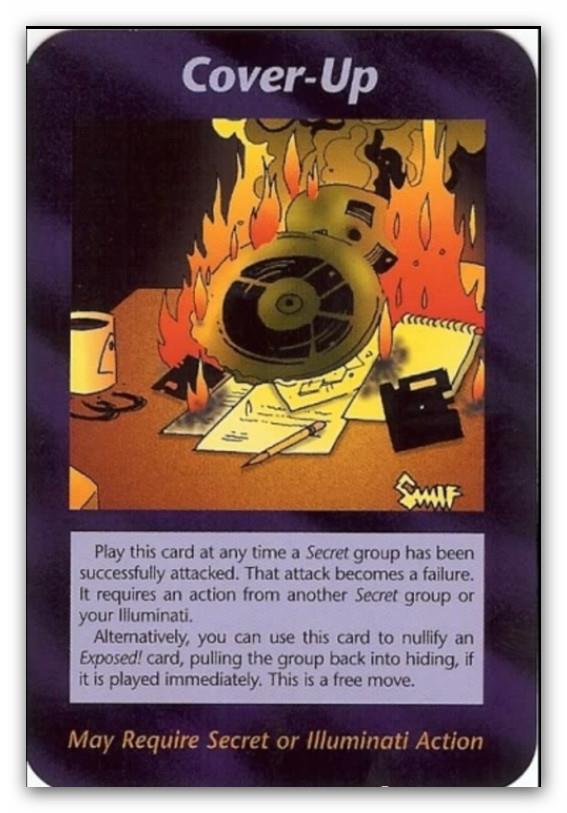 Cover-Up
Play this card at any time a Secret group has been
successfully attacked. That attack becomes a failure.
It requires an action from another Secret group or
your Illuminati.
Alternatively, you can use this card to nullify an
Exposed! card, pulling the group back into hiding, if
it is played immediately. This is a free move.
May Require Secret or Illuminati Action